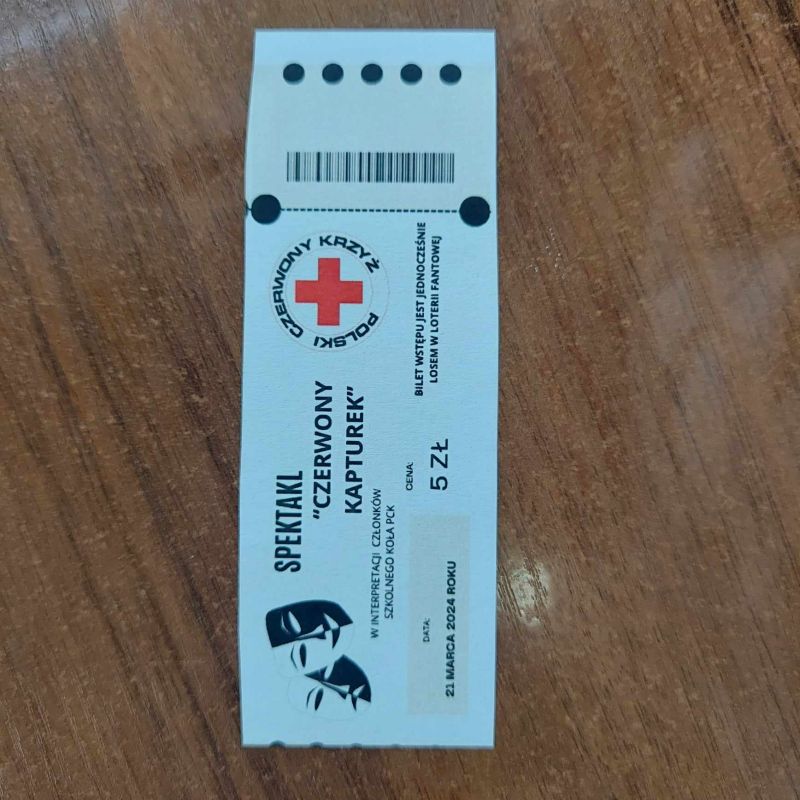 SPEKTAKL
"CZERWONY
KAPTUREK"
W INTERPRETACJI CZŁONKÓW
SZKOLNEGO KOŁA PCK
DATA:
21 MARCA 2024 ROKU
CENA:
5 ZŁ
BILET WSTĘPU JEST JEDNOCZEŚNIE
LOSEM W LOTERII FANTOWEJ
POLSKI CZERWONY KRZYŻ